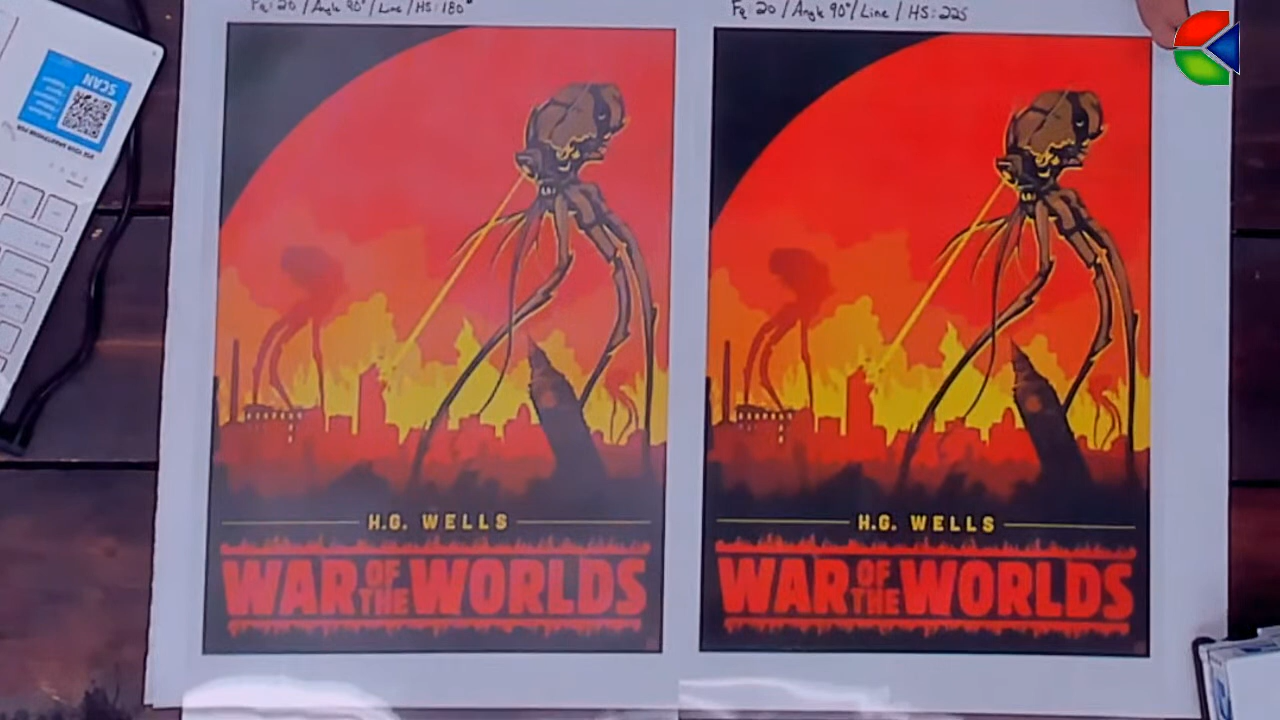 Fq: 20 / Angle 90° / Line / HS: 180°
Fq: 20 / Angle 90° / Line / HS: 225
SCAN
H.G. WELLS
WAR OF THE WORLDS
H.G. WELLS
WAR OF THE WORLDS